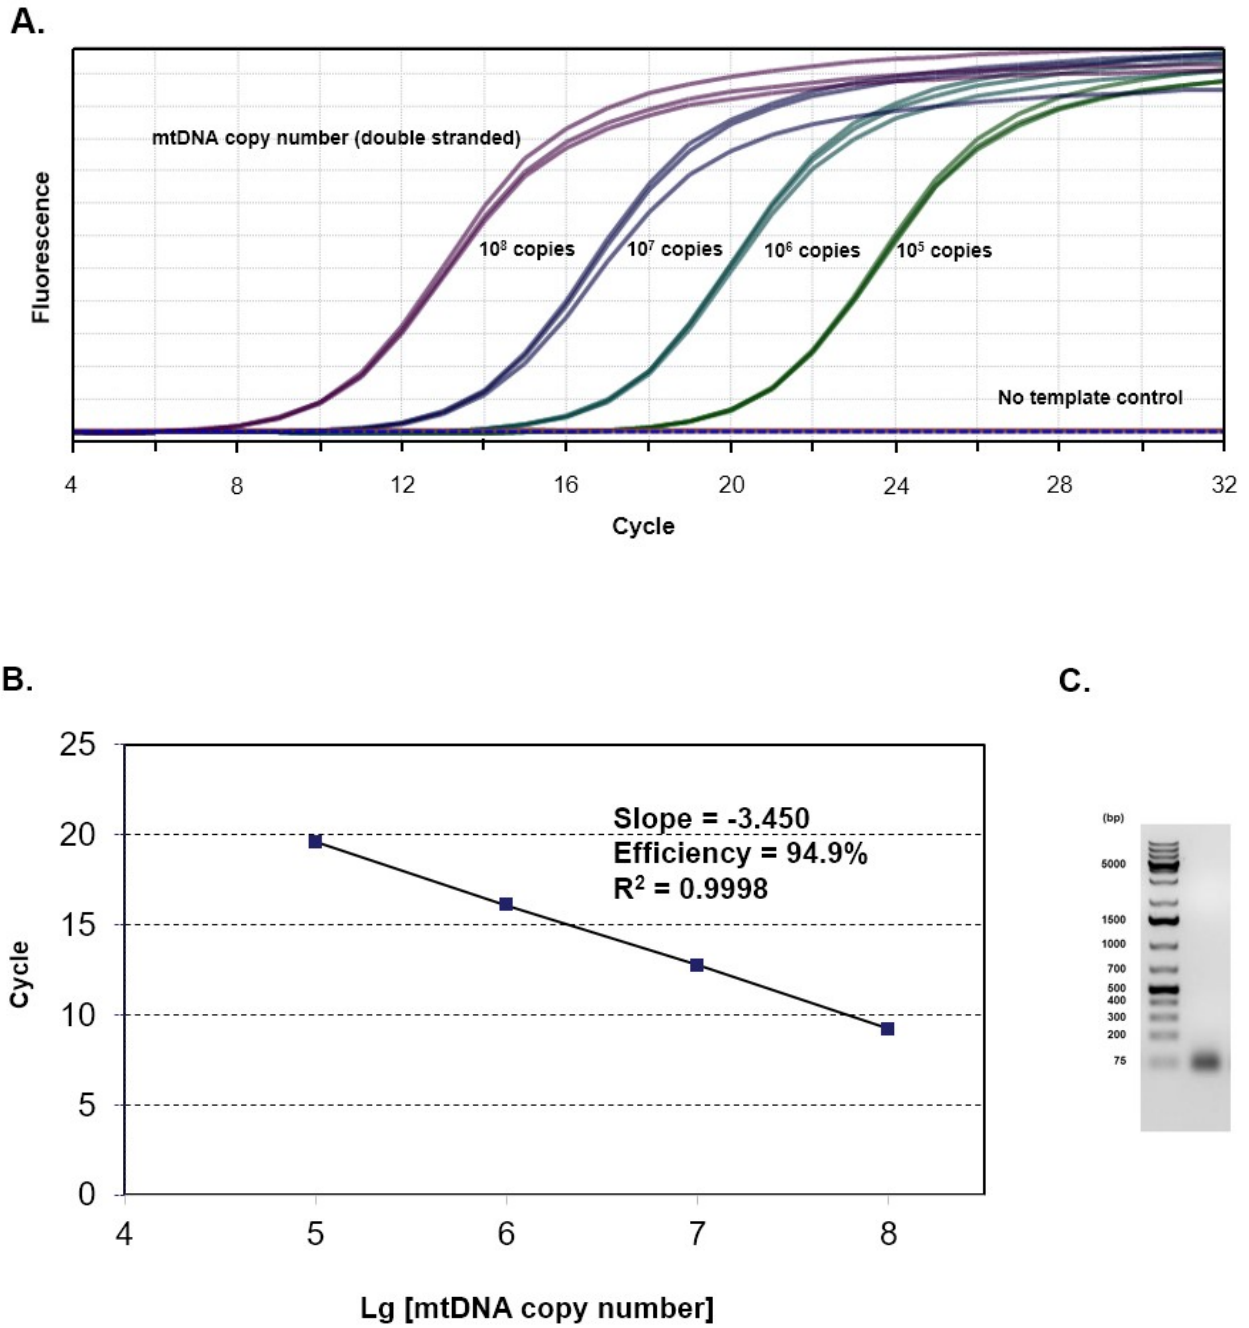 A.
mtDNA copy number (double stranded)
10⁸ copies
10⁷ copies
10⁶ copies
10⁵ copies
No template control
Fluorescence
4 8 12 16 20 24 28 32
Cycle
B.
25
20
15
10
5
0
Slope = -3.450
Efficiency = 94.9%
R² = 0.9998
Cycle
4 5 6 7 8
Lg [mtDNA copy number]
C.
(bp)
5000
1500
1000
700
500
400
300
200
75